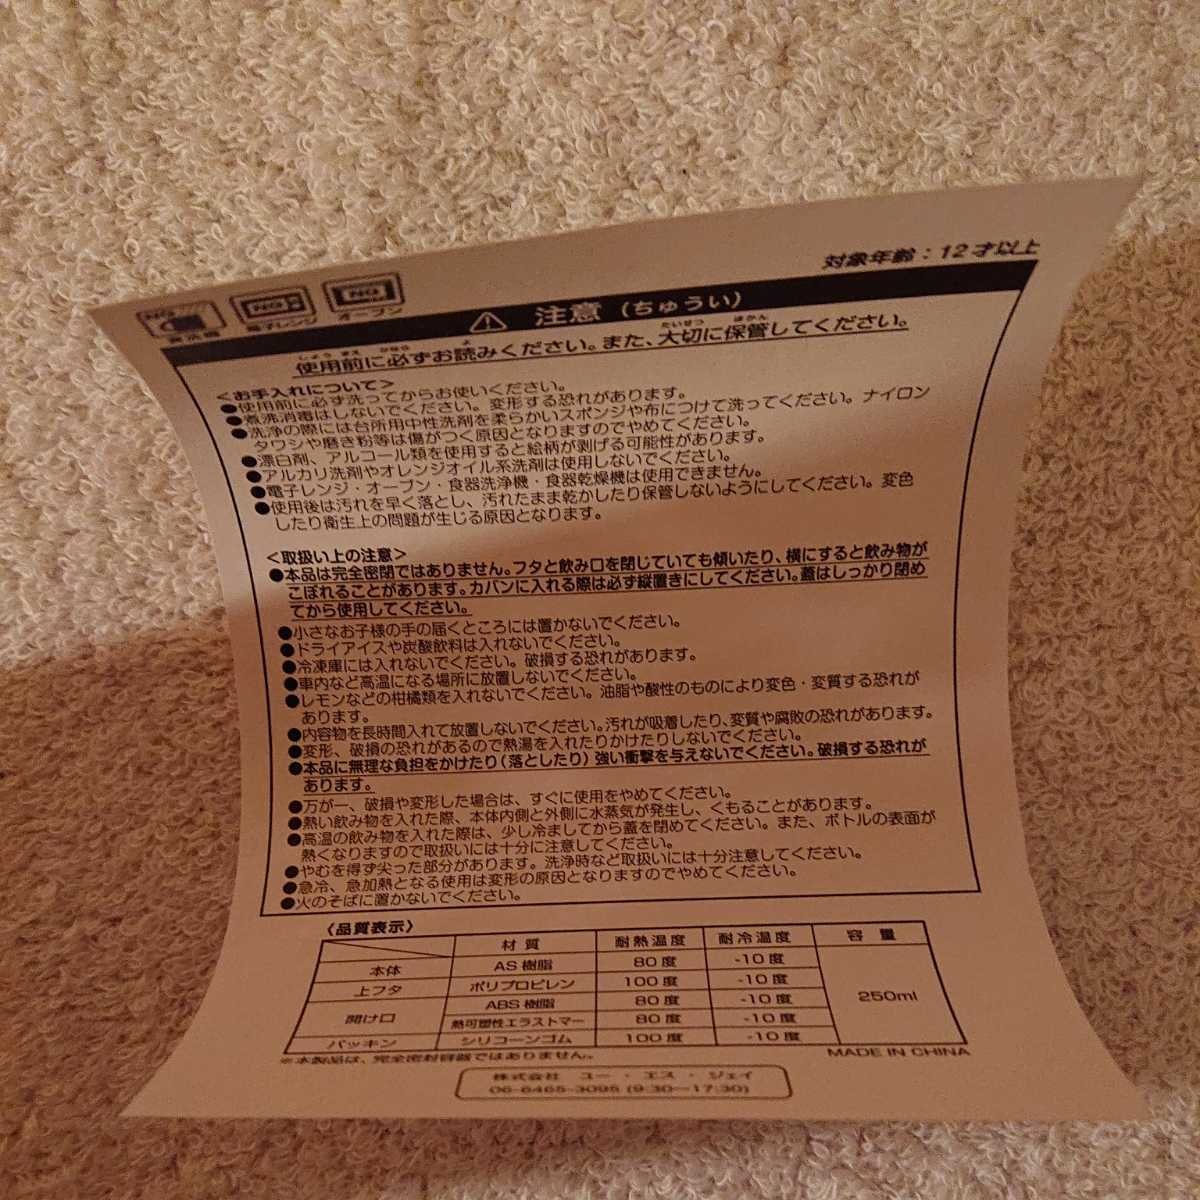 対象年齢：12才以上
NO
NO
NO
煮沸機
電子レンジ
オーブン
注意（ちゅうい）
使用前に必ずお読みください。また、大切に保管してください。
＜お手入れについて＞
●使用前に必ず洗ってからお使いください。
●煮沸消毒はしないでください。変形する恐れがあります。
●洗浄の際には台所用中性洗剤を柔らかいスポンジや布につけて洗ってください。ナイロン
タワシや磨き粉等は傷がつく原因となりますのでやめてください。
●漂白剤、アルコール類を使用すると絵柄が剥げる可能性があります。
●アルカリ洗剤やオレンジオイル系洗剤は使用しないでください。
●電子レンジ・オーブン・食器洗浄機・食器乾燥機は使用できません。
●使用後は汚れを早く落とし、汚れたまま乾かしたり保管しないようにしてください。変色
したり衛生上の問題が生じる原因となります。
＜取扱い上の注意＞
●本品は完全密閉ではありません。フタと飲み口を閉じていても傾いたり、横にすると飲み物が
こぼれることがあります。カバンに入れる際は必ず縦置きにしてください。蓋はしっかり閉め
てから使用してください。
●小さなお子様の手の届くところには置かないでください。
●ドライアイスや炭酸飲料は入れないでください。
●冷凍庫には入れないでください。破損する恐れがあります。
●車内など高温になる場所に放置しないでください。
●レモンなどの柑橘類を入れないでください。油脂や酸性のものにより変色・変質する恐れが
あります。
●内容物を長時間入れて放置しないでください。汚れが吸着したり、変質や腐敗の恐れがあります。
●変形、破損の恐れがあるので熱湯を入れたりかけたりしないでください。
●本品に無理な負担をかけたり（落としたり）強い衝撃を与えないでください。破損する恐れが
あります。
●万が一、破損や変形した場合は、すぐに使用をやめてください。
●熱い飲み物を入れた際、本体内側と外側に水蒸気が発生し、くもることがあります。
●高温の飲み物を入れた際は、少し冷ましてから蓋を閉めてください。また、ボトルの表面が
熱くなりますので取扱いには十分に注意してください。
●やむを得ず尖った部分があります。洗浄時など取扱いには十分注意してください。
●急冷、急加熱となる使用は変形の原因となりますのでやめてください。
●火のそばに置かないでください。
〈品質表示〉
材質 耐熱温度 耐冷温度 容量
本体 AS樹脂 80度 -10度 250ml
上フタ ポリプロピレン 100度 -10度
開け口 ABS樹脂 80度 -10度
熱可塑性エラストマー 80度 -10度
パッキン シリコーンゴム 100度 -10度
※本製品は、完全密封容器ではありません。
MADE IN CHINA
株式会社 ユー・エス・ジェイ
06-6465-3095 (9:30—17:30)